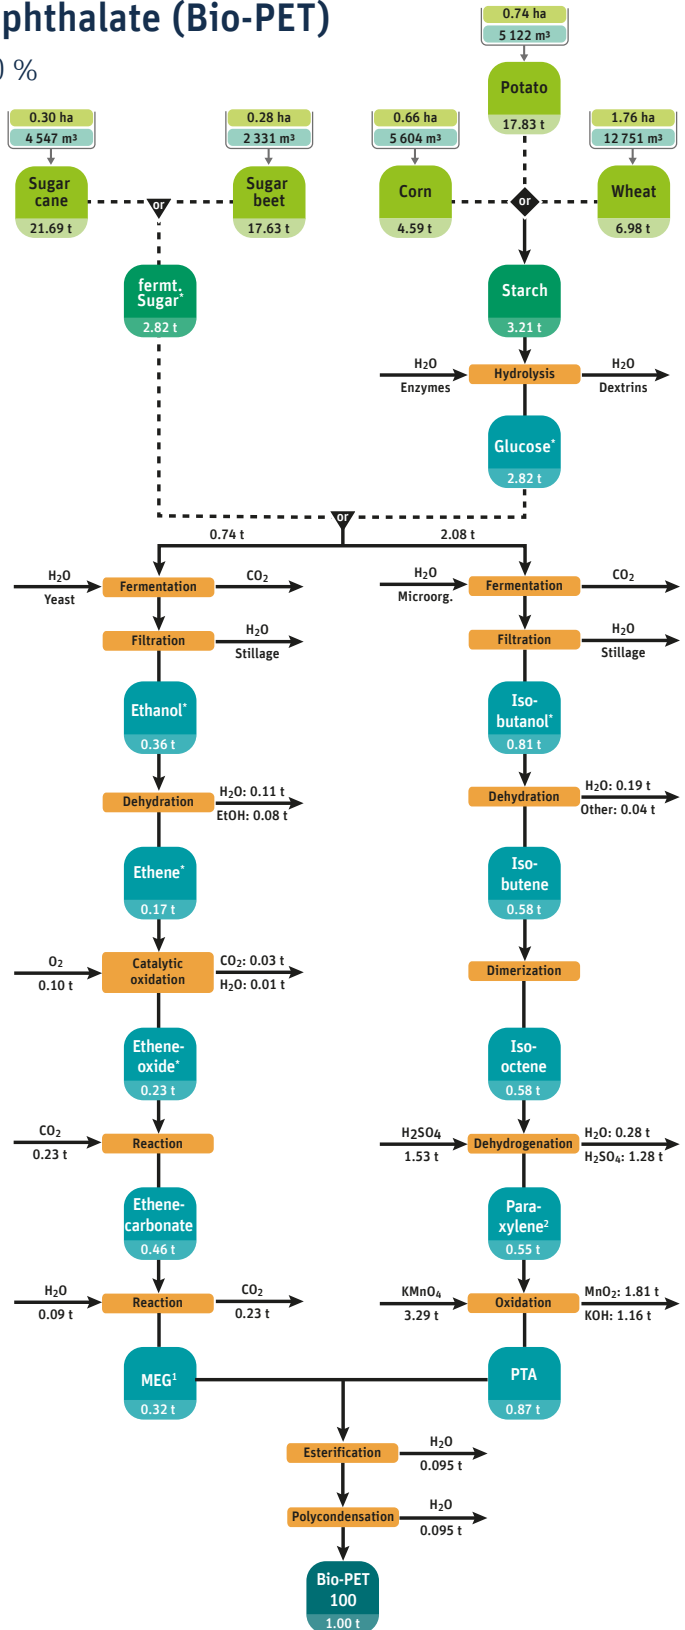 phthalate (Bio-PET)
0 %
0.74 ha
5 122 m³
Potato
17.83 t
0.30 ha
4 547 m³
Sugar
cane
21.69 t
or
0.28 ha
2 331 m³
Sugar
beet
17.63 t
0.66 ha
5 604 m³
Corn
4.59 t
or
1.76 ha
12 751 m³
Wheat
6.98 t
fermt.
Sugar*
2.82 t
Starch
3.21 t
H₂O
Enzymes
Hydrolysis
H₂O
Dextrins
Glucose*
2.82 t
or
0.74 t
2.08 t
H₂O
Yeast
Fermentation
CO₂
Filtration
H₂O
Stillage
Ethanol*
0.36 t
Dehydration
H₂O: 0.11 t
EtOH: 0.08 t
Ethene*
0.17 t
O₂
0.10 t
Catalytic
oxidation
CO₂: 0.03 t
H₂O: 0.01 t
Ethene-
oxide*
0.23 t
CO₂
0.23 t
Reaction
Ethene-
carbonate
0.46 t
H₂O
0.09 t
Reaction
CO₂
0.23 t
MEG¹
0.32 t
H₂O
Microorg.
Fermentation
CO₂
Filtration
H₂O
Stillage
Iso-
butanol*
0.81 t
Dehydration
H₂O: 0.19 t
Other: 0.04 t
Iso-
butene
0.58 t
Dimerization
Iso-
octene
0.58 t
H₂SO₄
1.53 t
Dehydrogenation
H₂O: 0.28 t
H₂SO₄: 1.28 t
Para-
xylene²
0.55 t
KMnO₄
3.29 t
Oxidation
MnO₂: 1.81 t
KOH: 1.16 t
PTA
0.87 t
Esterification
H₂O
0.095 t
Polycondensation
H₂O
0.095 t
Bio-PET
100
1.00 t